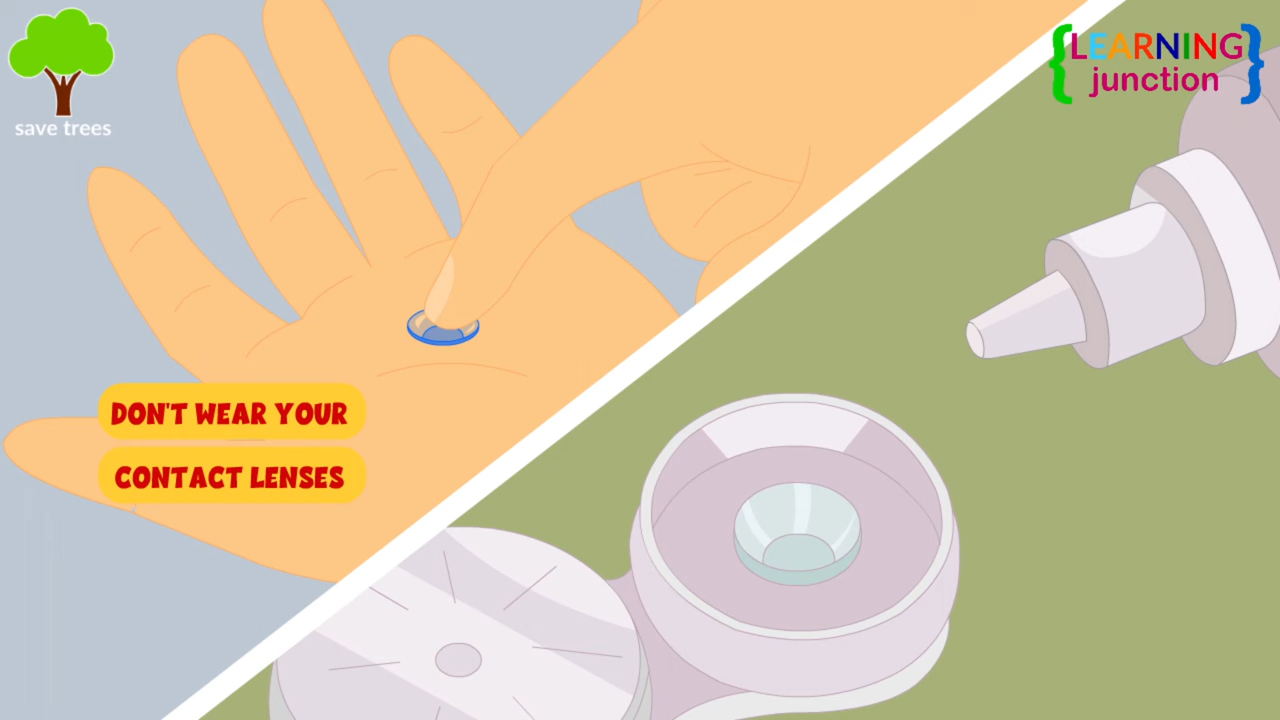 save trees
{LEARNING}
junction
DON'T WEAR YOUR
CONTACT LENSES